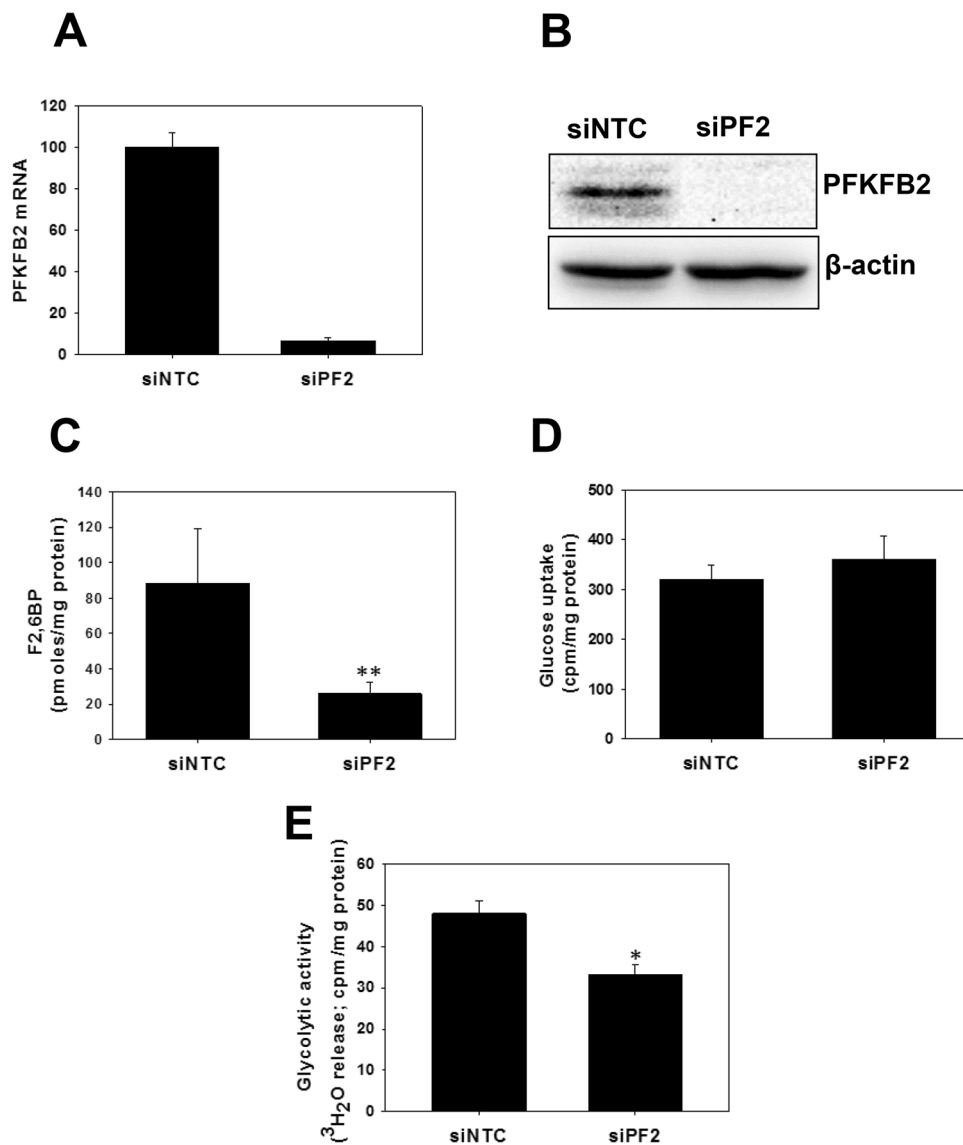 A
PFKFB2 mRNA
120
100
80
60
40
20
0
siNTC siPF2
B
siNTC siPF2
PFKFB2
β-actin
C
F2,6BP
(pmoles/mg protein)
140
120
100
80
60
40
20
0
**
siNTC siPF2
D
Glucose uptake
(cpm/mg protein)
500
400
300
200
100
0
siNTC siPF2
E
Glycolytic activity
(³H₂O release; cpm/mg protein)
60
50
40
30
20
10
0
*
siNTC siPF2